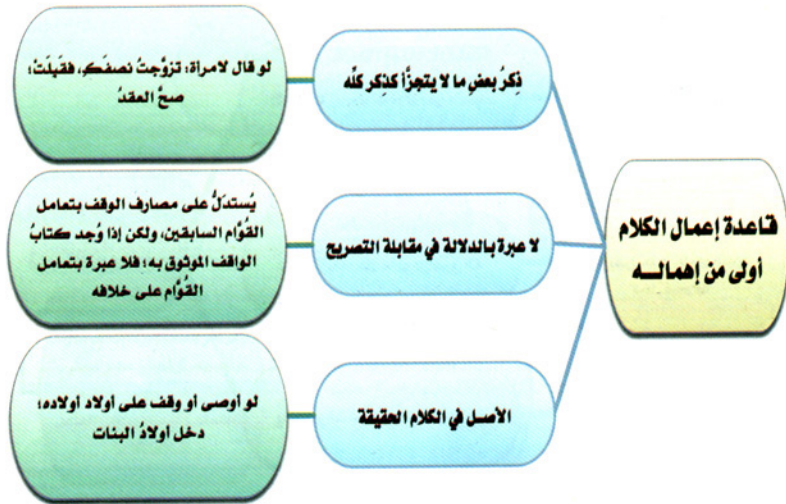 قاعدة إعمال الكلام
أولى من إهماله
ذِكرُ بعضِ ما لا يتجزَّأ كذِكر كلِّه
لو قال لامرأة: تزوَّجتُ نصفَكِ، فقَبِلَتْ؛
صحَّ العقدُ
لا عبرة بالدلالة في مقابلة التصريح
يُستدَلُّ على مصارف الوقف بتعامل
القُوَّام السابقين، ولكن إذا وُجد كتابُ
الواقف الموثوق به؛ فلا عبرة بتعامل
القُوَّام على خلافه
الأصل في الكلام الحقيقة
لو أوصى أو وقف على أولاد أولاده؛
دخل أولادُ البنات